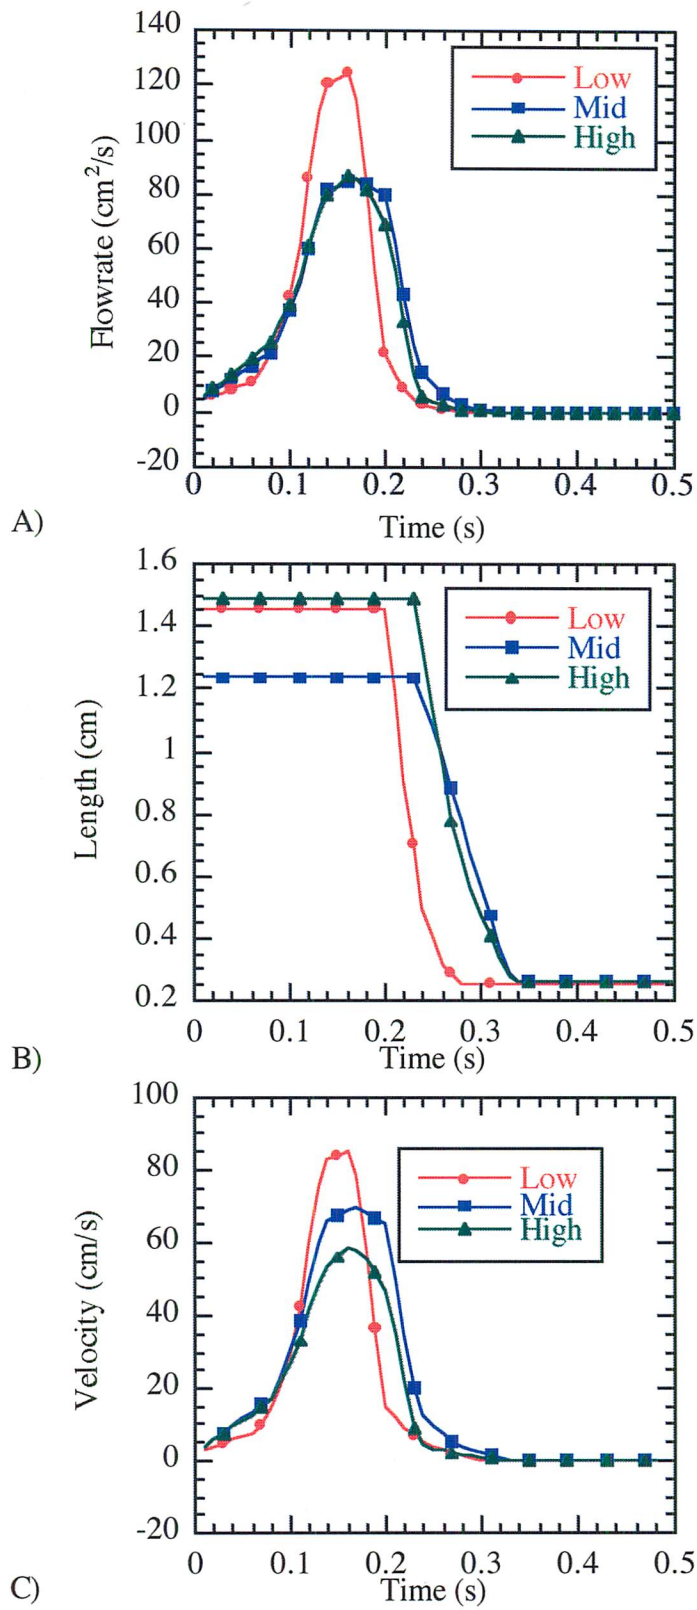 140
120
100
80
60
40
20
0
-20
Flowrate (cm²/s)
Low
Mid
High
0 0.1 0.2 0.3 0.4 0.5
Time (s)
A)
1.6
1.4
1.2
1
0.8
0.6
0.4
0.2
Length (cm)
Low
Mid
High
0 0.1 0.2 0.3 0.4 0.5
Time (s)
B)
100
80
60
40
20
0
-20
Velocity (cm/s)
Low
Mid
High
0 0.1 0.2 0.3 0.4 0.5
Time (s)
C)